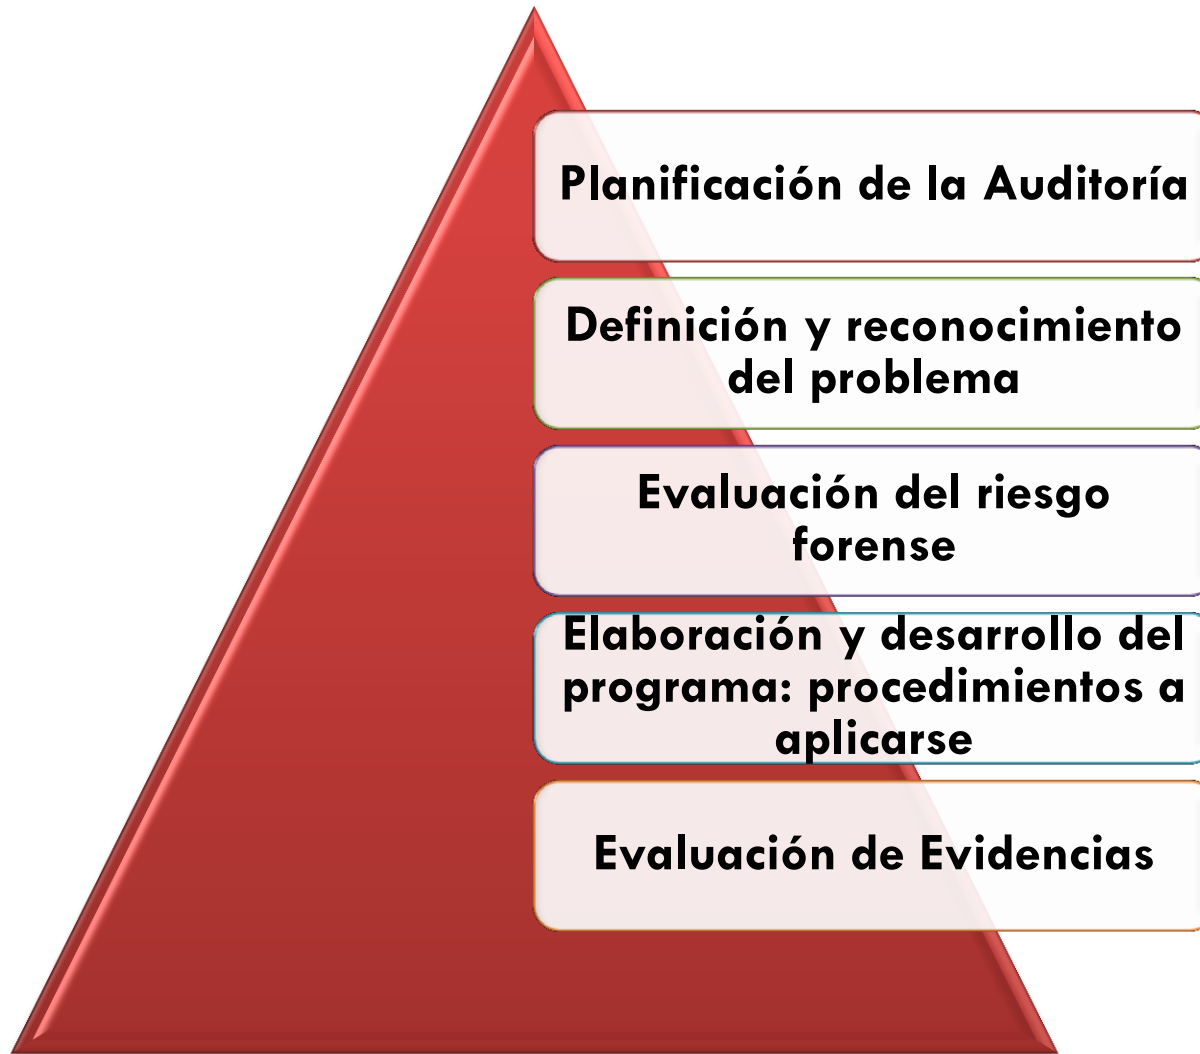 Planificación de la Auditoría
Definición y reconocimiento
del problema
Evaluación del riesgo
forense
Elaboración y desarrollo del
programa: procedimientos a
aplicarse
Evaluación de Evidencias